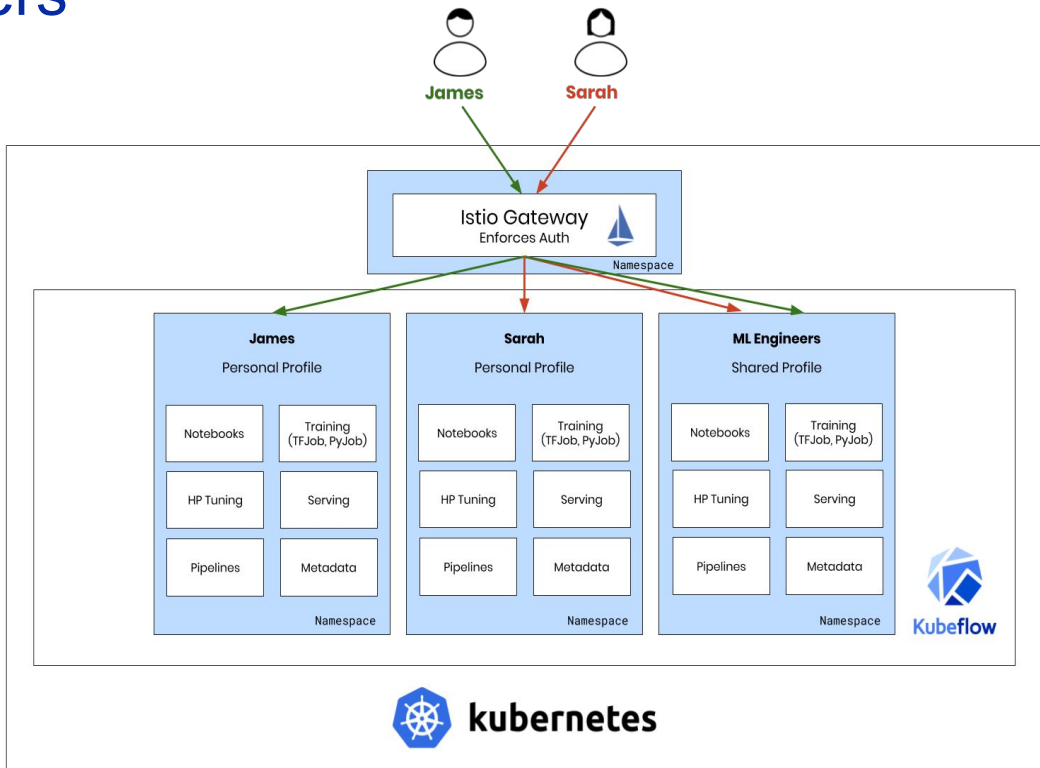 James
Sarah
Istio Gateway
Enforces Auth
Namespace
James
Personal Profile
Notebooks
Training
(TFJob, PyJob)
HP Tuning
Serving
Pipelines
Metadata
Namespace
Sarah
Personal Profile
Notebooks
Training
(TFJob, PyJob)
HP Tuning
Serving
Pipelines
Metadata
Namespace
ML Engineers
Shared Profile
Notebooks
Training
(TFJob, PyJob)
HP Tuning
Serving
Pipelines
Metadata
Namespace
Kubeflow
kubernetes